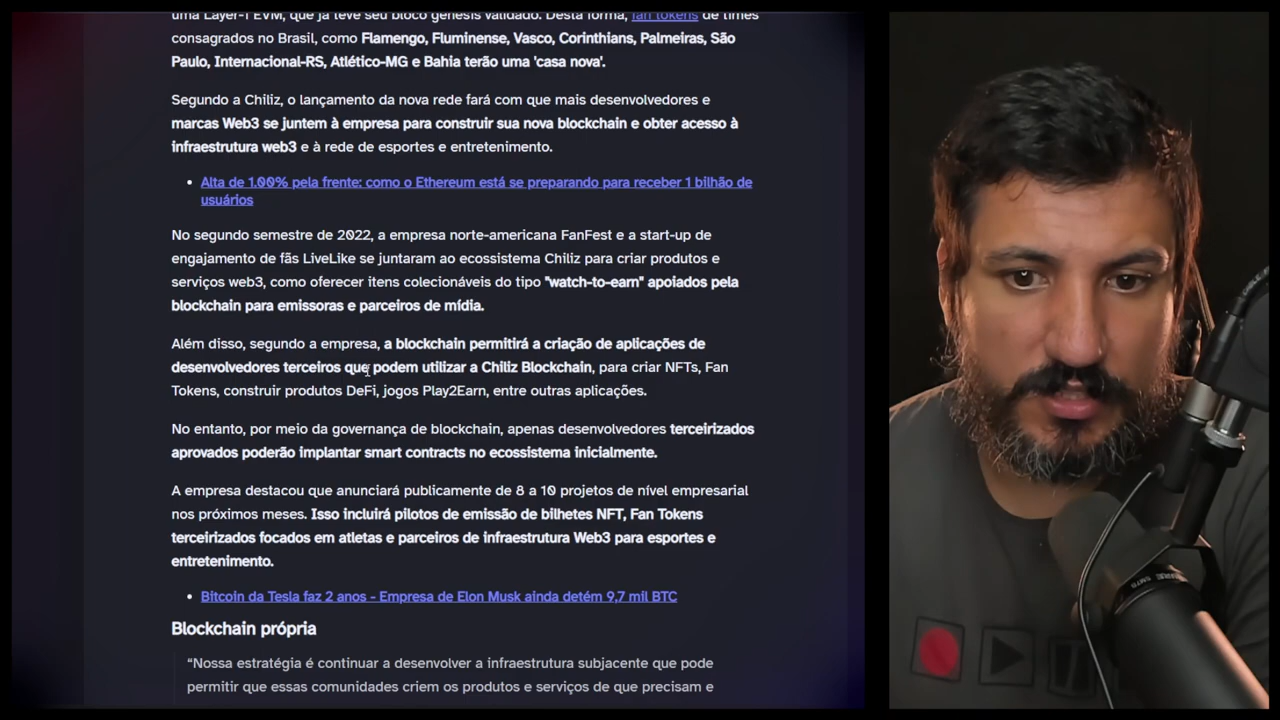 uma Layer-1 EVM, que já teve seu bloco gênesis validado. Desta forma, fan tokens de times
consagrados no Brasil, como Flamengo, Fluminense, Vasco, Corinthians, Palmeiras, São
Paulo, Internacional-RS, Atlético-MG e Bahia terão uma 'casa nova'.
Segundo a Chiliz, o lançamento da nova rede fará com que mais desenvolvedores e
marcas Web3 se juntem à empresa para construir sua nova blockchain e obter acesso à
infraestrutura web3 e à rede de esportes e entretenimento.
• Alta de 1.00% pela frente: como o Ethereum está se preparando para receber 1 bilhão de
usuários
No segundo semestre de 2022, a empresa norte-americana FanFest e a start-up de
engajamento de fãs LiveLike se juntaram ao ecossistema Chiliz para criar produtos e
serviços web3, como oferecer itens colecionáveis do tipo "watch-to-earn" apoiados pela
blockchain para emissoras e parceiros de mídia.
Além disso, segundo a empresa, a blockchain permitirá a criação de aplicações de
desenvolvedores terceiros que podem utilizar a Chiliz Blockchain, para criar NFTs, Fan
Tokens, construir produtos DeFi, jogos Play2Earn, entre outras aplicações.
No entanto, por meio da governança de blockchain, apenas desenvolvedores terceirizados
aprovados poderão implantar smart contracts no ecossistema inicialmente.
A empresa destacou que anunciará publicamente de 8 a 10 projetos de nível empresarial
nos próximos meses. Isso incluirá pilotos de emissão de bilhetes NFT, Fan Tokens
terceirizados focados em atletas e parceiros de infraestrutura Web3 para esportes e
entretenimento.
• Bitcoin da Tesla faz 2 anos - Empresa de Elon Musk ainda detém 9,7 mil BTC
Blockchain própria
“Nossa estratégia é continuar a desenvolver a infraestrutura subjacente que pode
permitir que essas comunidades criem os produtos e serviços de que precisam e